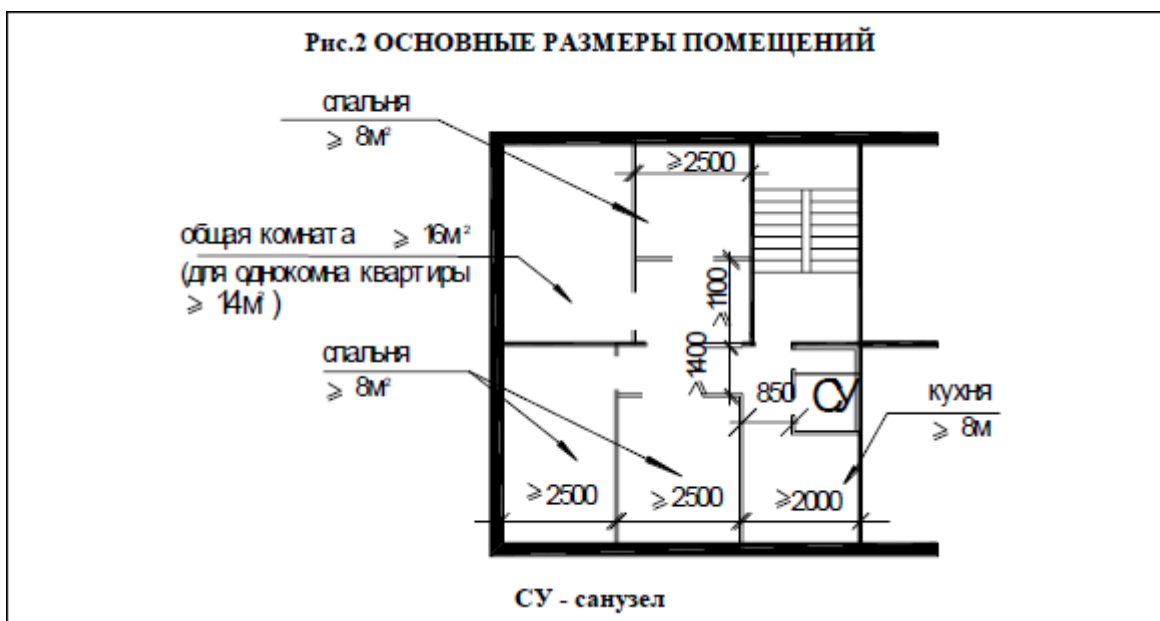 Рис.2 ОСНОВНЫЕ РАЗМЕРЫ ПОМЕЩЕНИЙ
спальня
⩾ 8м²
⩾2500
общая комната ⩾ 16м²
(для однокомна квартиры
⩾ 14м² )
⩾1100
⩾1400
спальня
⩾ 8м²
850
СУ
кухня
⩾ 8м
⩾2500
⩾2500
⩾2000
СУ - санузел